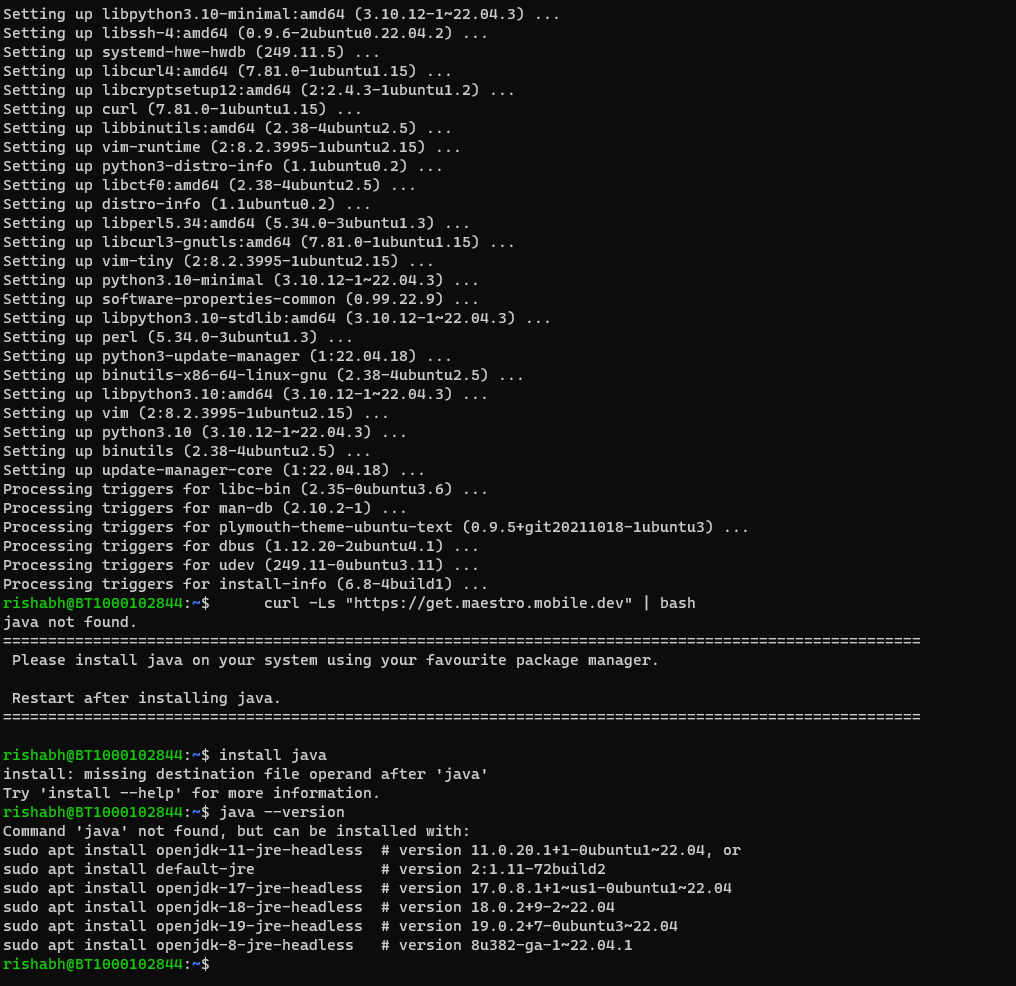 Setting up libpython3.10-minimal:amd64 (3.10.12-1~22.04.3) ...
Setting up libssh-4:amd64 (0.9.6-2ubuntu0.22.04.2) ...
Setting up systemd-hwe-hwdb (249.11.5) ...
Setting up libcurl4:amd64 (7.81.0-1ubuntu1.15) ...
Setting up libcryptsetup12:amd64 (2:2.4.3-1ubuntu1.2) ...
Setting up curl (7.81.0-1ubuntu1.15) ...
Setting up libbinutils:amd64 (2.38-4ubuntu2.5) ...
Setting up vim-runtime (2:8.2.3995-1ubuntu2.15) ...
Setting up python3-distro-info (1.1ubuntu0.2) ...
Setting up libctf0:amd64 (2.38-4ubuntu2.5) ...
Setting up distro-info (1.1ubuntu0.2) ...
Setting up libperl5.34:amd64 (5.34.0-3ubuntu1.3) ...
Setting up libcurl3-gnutls:amd64 (7.81.0-1ubuntu1.15) ...
Setting up vim-tiny (2:8.2.3995-1ubuntu2.15) ...
Setting up python3.10-minimal (3.10.12-1~22.04.3) ...
Setting up software-properties-common (0.99.22.9) ...
Setting up libpython3.10-stdlib:amd64 (3.10.12-1~22.04.3) ...
Setting up perl (5.34.0-3ubuntu1.3) ...
Setting up python3-update-manager (1:22.04.18) ...
Setting up binutils-x86-64-linux-gnu (2.38-4ubuntu2.5) ...
Setting up libpython3.10:amd64 (3.10.12-1~22.04.3) ...
Setting up vim (2:8.2.3995-1ubuntu2.15) ...
Setting up python3.10 (3.10.12-1~22.04.3) ...
Setting up binutils (2.38-4ubuntu2.5) ...
Setting up update-manager-core (1:22.04.18) ...
Processing triggers for libc-bin (2.35-0ubuntu3.6) ...
Processing triggers for man-db (2.10.2-1) ...
Processing triggers for plymouth-theme-ubuntu-text (0.9.5+git20211018-1ubuntu3) ...
Processing triggers for dbus (1.12.20-2ubuntu4.1) ...
Processing triggers for udev (249.11-0ubuntu3.11) ...
Processing triggers for install-info (6.8-4build1) ...
rishabh@BT1000102844:~$      curl -Ls "https://get.maestro.mobile.dev" | bash
java not found.
======================================================================================================
 Please install java on your system using your favourite package manager.

 Restart after installing java.
======================================================================================================

rishabh@BT1000102844:~$ install java
install: missing destination file operand after 'java'
Try 'install --help' for more information.
rishabh@BT1000102844:~$ java --version
Command 'java' not found, but can be installed with:
sudo apt install openjdk-11-jre-headless  # version 11.0.20.1+1-0ubuntu1~22.04, or
sudo apt install default-jre              # version 2:1.11-72build2
sudo apt install openjdk-17-jre-headless  # version 17.0.8.1+1~us1-0ubuntu1~22.04
sudo apt install openjdk-18-jre-headless  # version 18.0.2+9-2~22.04
sudo apt install openjdk-19-jre-headless  # version 19.0.2+7-0ubuntu3~22.04
sudo apt install openjdk-8-jre-headless   # version 8u382-ga-1~22.04.1
rishabh@BT1000102844:~$